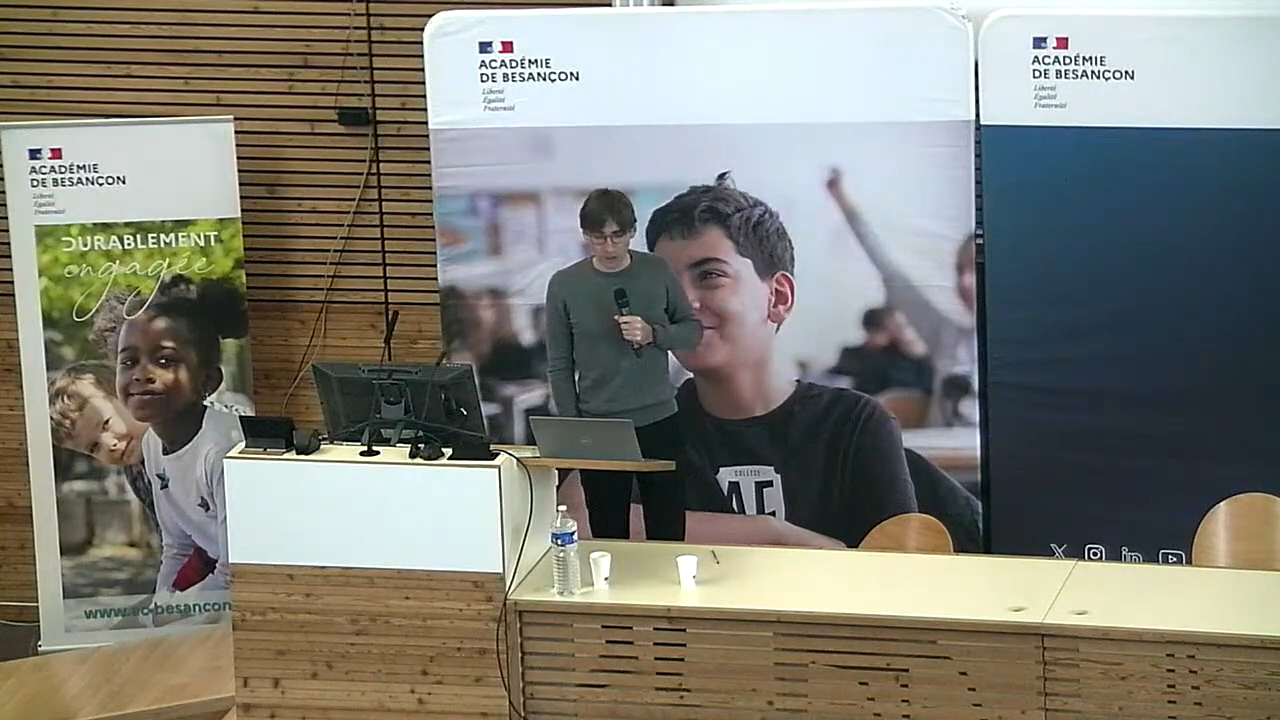 ACADÉMIE
DE BESANÇON
Liberté
Égalité
Fraternité
DURABLEMENT
engagée
www.ac-besancon
ACADÉMIE
DE BESANÇON
Liberté
Égalité
Fraternité
COLLÈGE
ACADÉMIE
DE BESANÇON
Liberté
Égalité
Fraternité